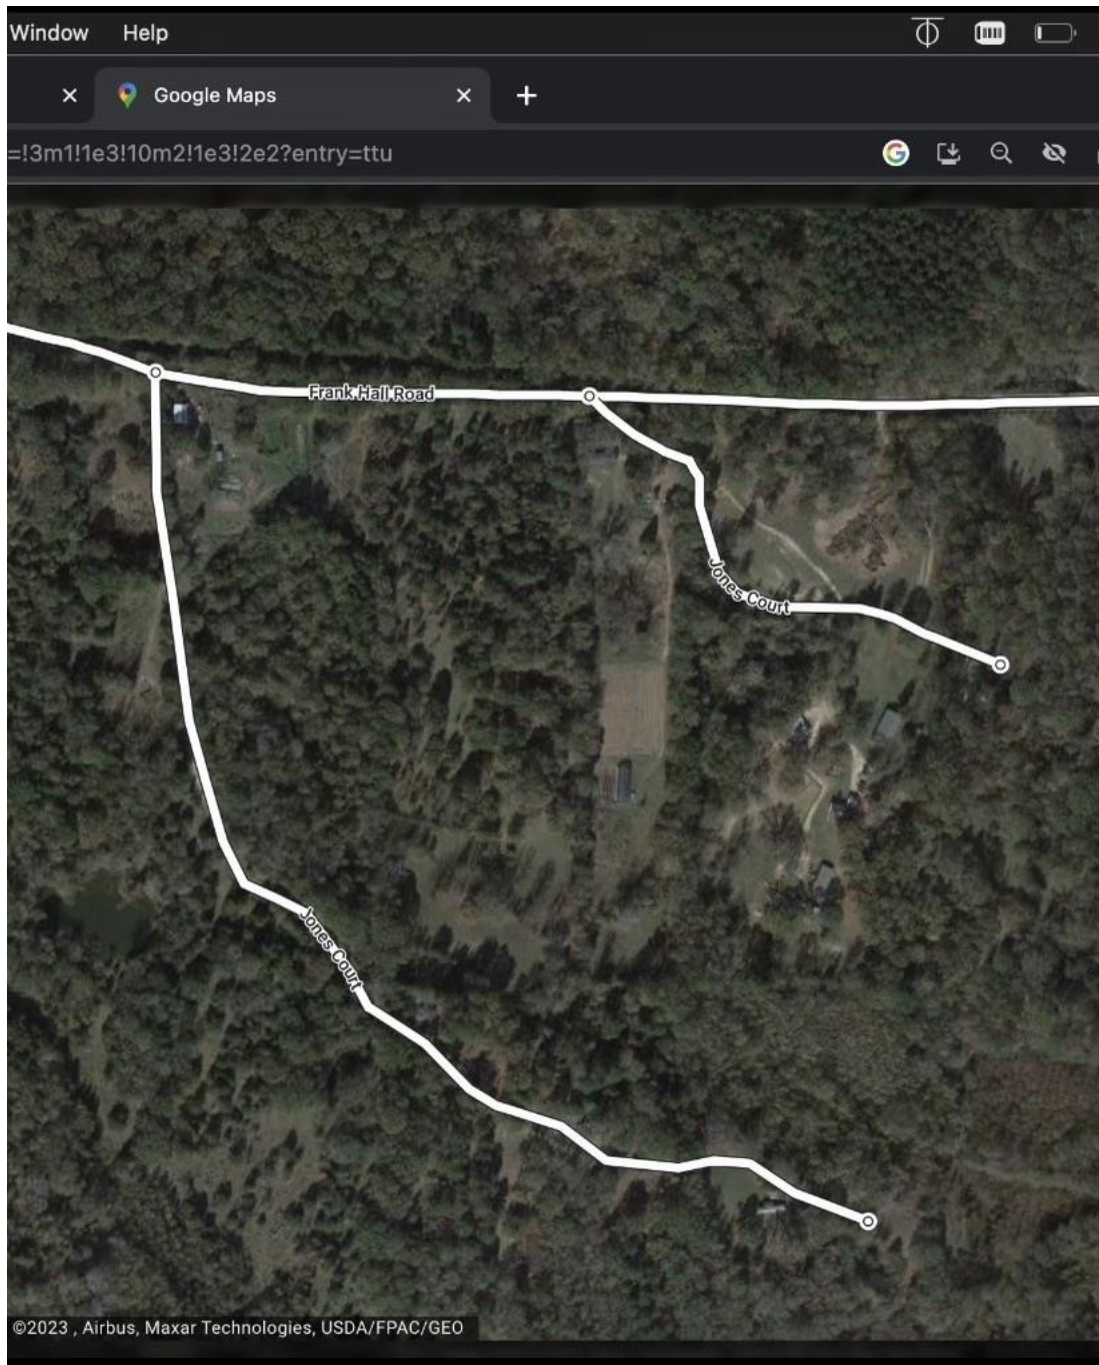 Window Help
Google Maps
=!3m1!1e3!10m2!1e3!2e2?entry=ttu
Frank Hall Road
Jones Court
Jones Court
©2023 , Airbus, Maxar Technologies, USDA/FPAC/GEO